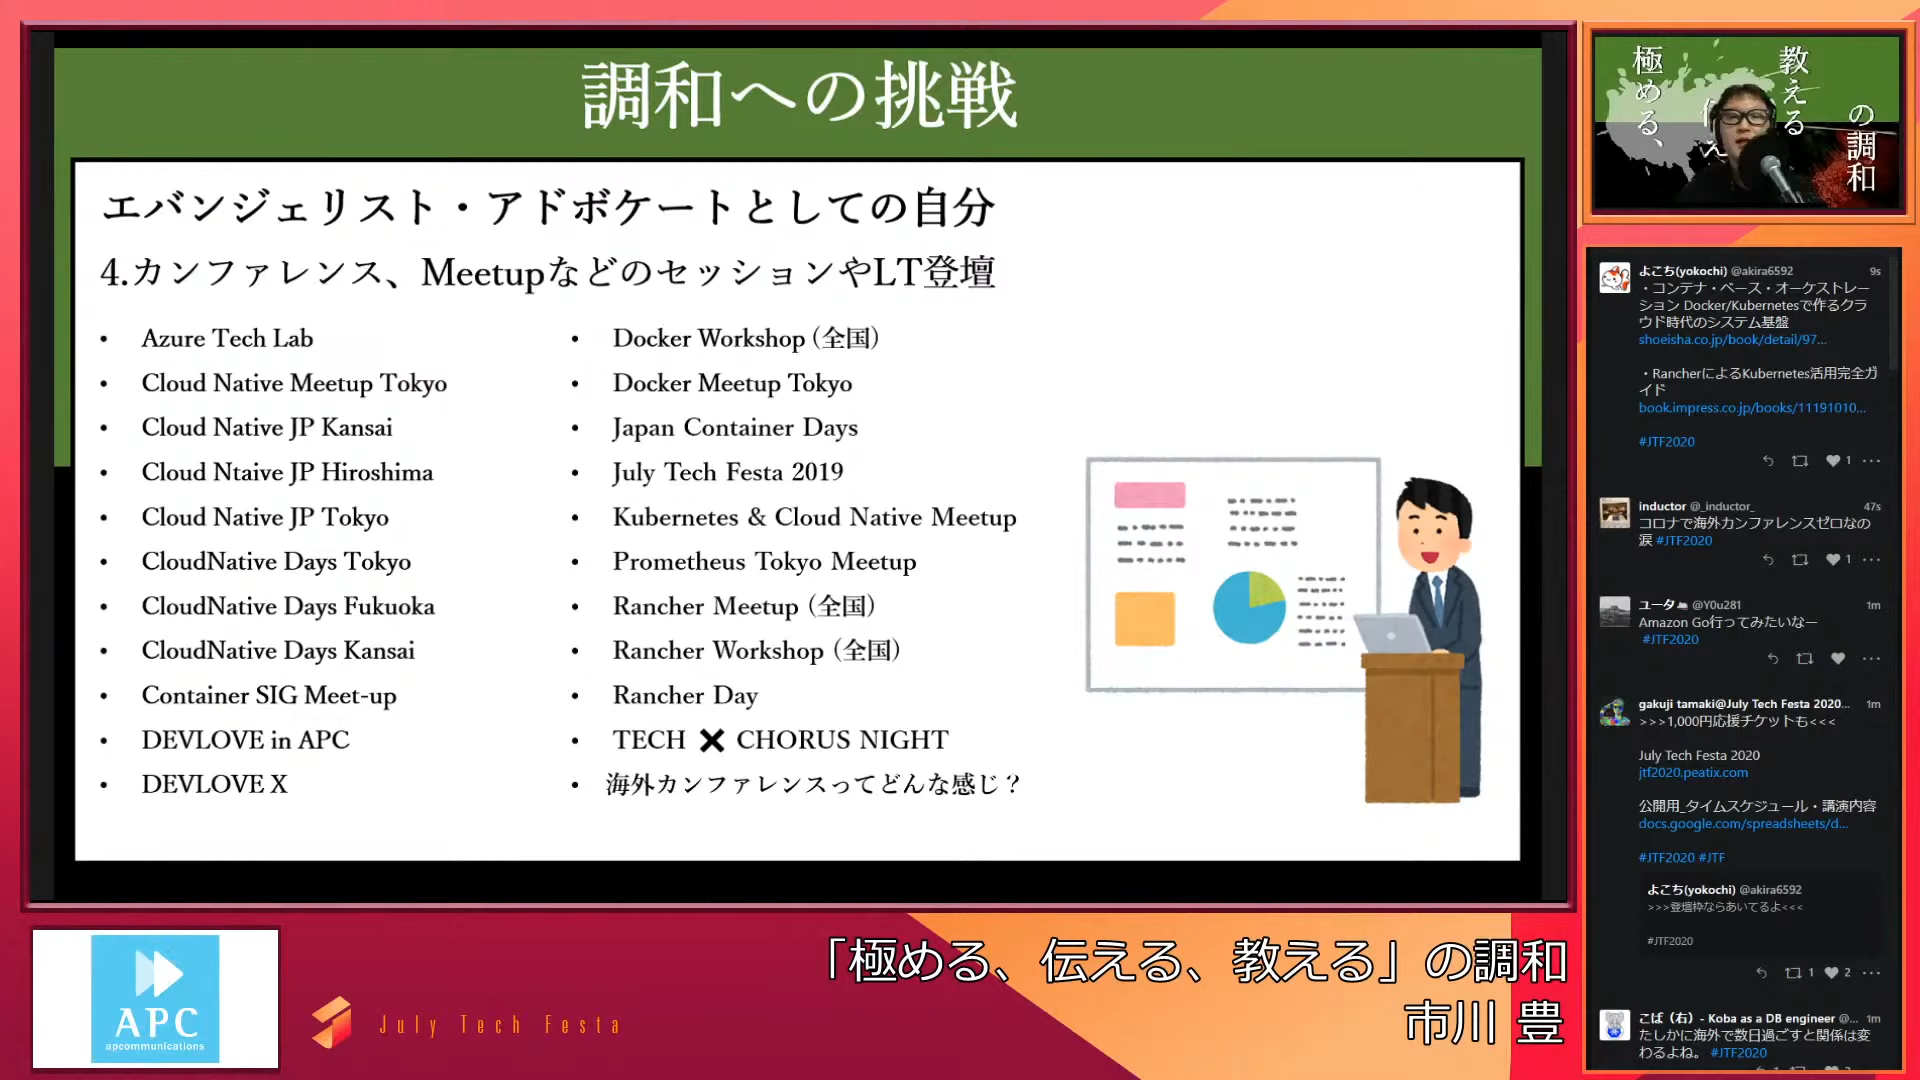 調和への挑戦
エバンジェリスト・アドボケートとしての自分
4.カンファレンス、MeetupなどのセッションやLT登壇
• Azure Tech Lab
• Cloud Native Meetup Tokyo
• Cloud Native JP Kansai
• Cloud Ntaive JP Hiroshima
• Cloud Native JP Tokyo
• CloudNative Days Tokyo
• CloudNative Days Fukuoka
• CloudNative Days Kansai
• Container SIG Meet-up
• DEVLOVE in APC
• DEVLOVE X
• Docker Workshop (全国)
• Docker Meetup Tokyo
• Japan Container Days
• July Tech Festa 2019
• Kubernetes & Cloud Native Meetup
• Prometheus Tokyo Meetup
• Rancher Meetup (全国)
• Rancher Workshop (全国)
• Rancher Day
• TECH ✖ CHORUS NIGHT
• 海外カンファレンスってどんな感じ？
極める、
教える
の調和
よこち(yokochi) @akira6592 9s
・コンテナ・ベース・オーケストレー
ション Docker/Kubernetesで作るクラ
ウド時代のシステム基盤
shoeisha.co.jp/book/detail/97...
・RancherによるKubernetes活用完全ガ
イド
book.impress.co.jp/books/11191010...
#JTF2020
1
inductor @_inductor_ 47s
コロナで海外カンファレンスゼロなの
涙 #JTF2020
1
ユータ @Y0u281 1m
Amazon Go行ってみたいなー
#JTF2020
gakuji tamaki@July Tech Festa 2020... 1m
>>>1,000円応援チケットも<<<
July Tech Festa 2020
jtf2020.peatix.com
公開用_タイムスケジュール・講演内容
docs.google.com/spreadsheets/d...
#JTF2020 #JTF
よこち(yokochi) @akira6592
>>>登壇枠ならあいてるよ<<<
#JTF2020
1 2
こば（右）- Koba as a DB engineer @... 1m
たしかに海外で数日過ごすと関係は変
わるよね。 #JTF2020
APC
apcommunications
July Tech Festa
「極める、伝える、教える」の調和
市川 豊